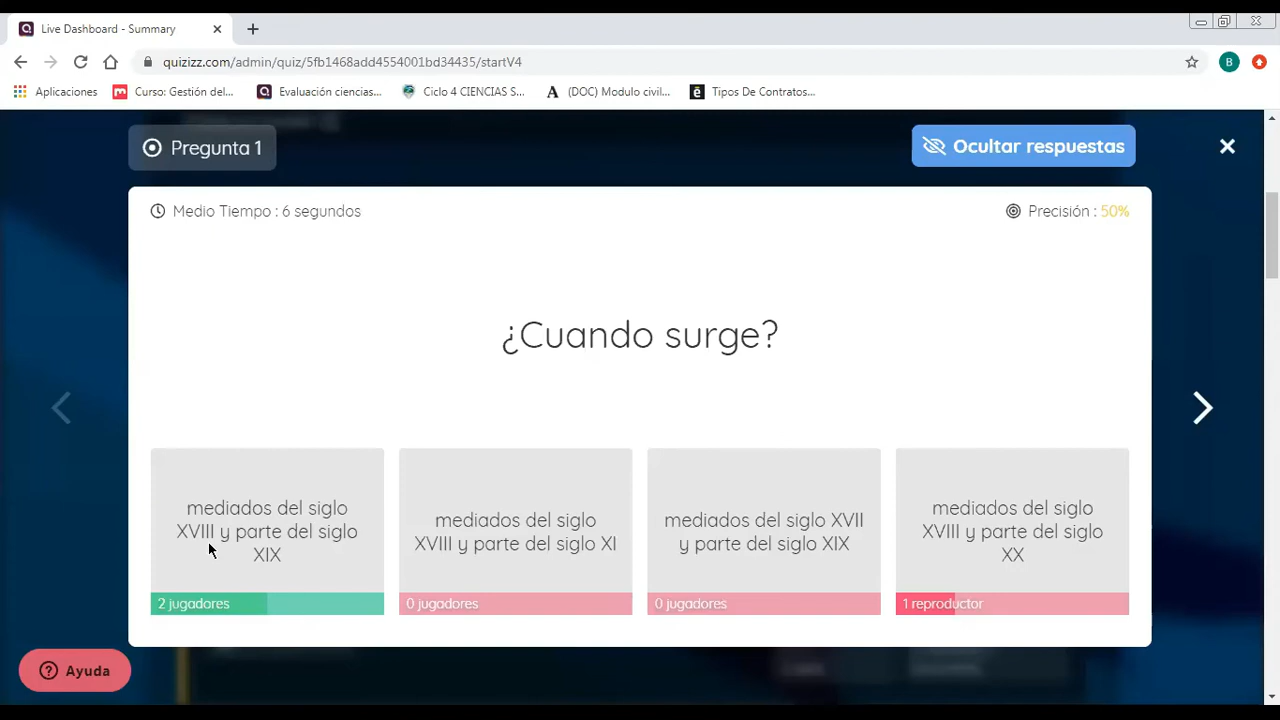 Live Dashboard - Summary
quizizz.com/admin/quiz/5fb1468add4554001bd34435/startV4
B
Aplicaciones
Curso: Gestión del...
Evaluación ciencias...
Ciclo 4 CIENCIAS S...
(DOC) Modulo civil...
Tipos De Contratos...
Pregunta 1
Ocultar respuestas
Medio Tiempo : 6 segundos
Precisión : 50%
¿Cuando surge?
mediados del siglo
XVIII y parte del siglo
XIX
2 jugadores
mediados del siglo
XVIII y parte del siglo XI
0 jugadores
mediados del siglo XVII
y parte del siglo XIX
0 jugadores
mediados del siglo
XVIII y parte del siglo
XX
1 reproductor
Ayuda